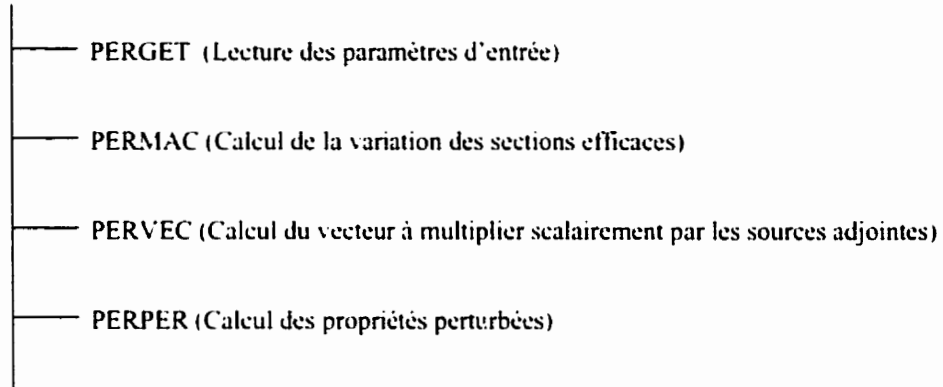 PERGET (Lecture des paramètres d'entrée)
PERMAC (Calcul de la variation des sections efficaces)
PERVEC (Calcul du vecteur à multiplier scalairement par les sources adjointes)
PERPER (Calcul des propriétés perturbées)